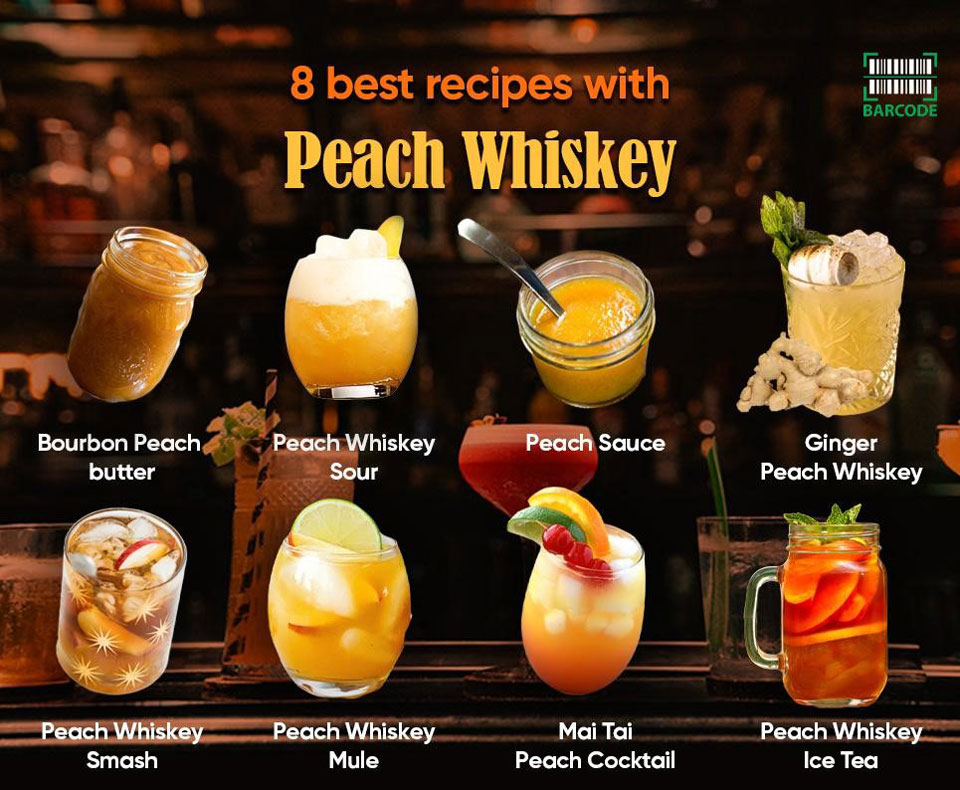 8 best recipes with
Peach Whiskey
BARCODE
Bourbon Peach
butter
Peach Whiskey
Sour
Peach Sauce
Ginger
Peach Whiskey
Peach Whiskey
Smash
Peach Whiskey
Mule
Mai Tai
Peach Cocktail
Peach Whiskey
Ice Tea